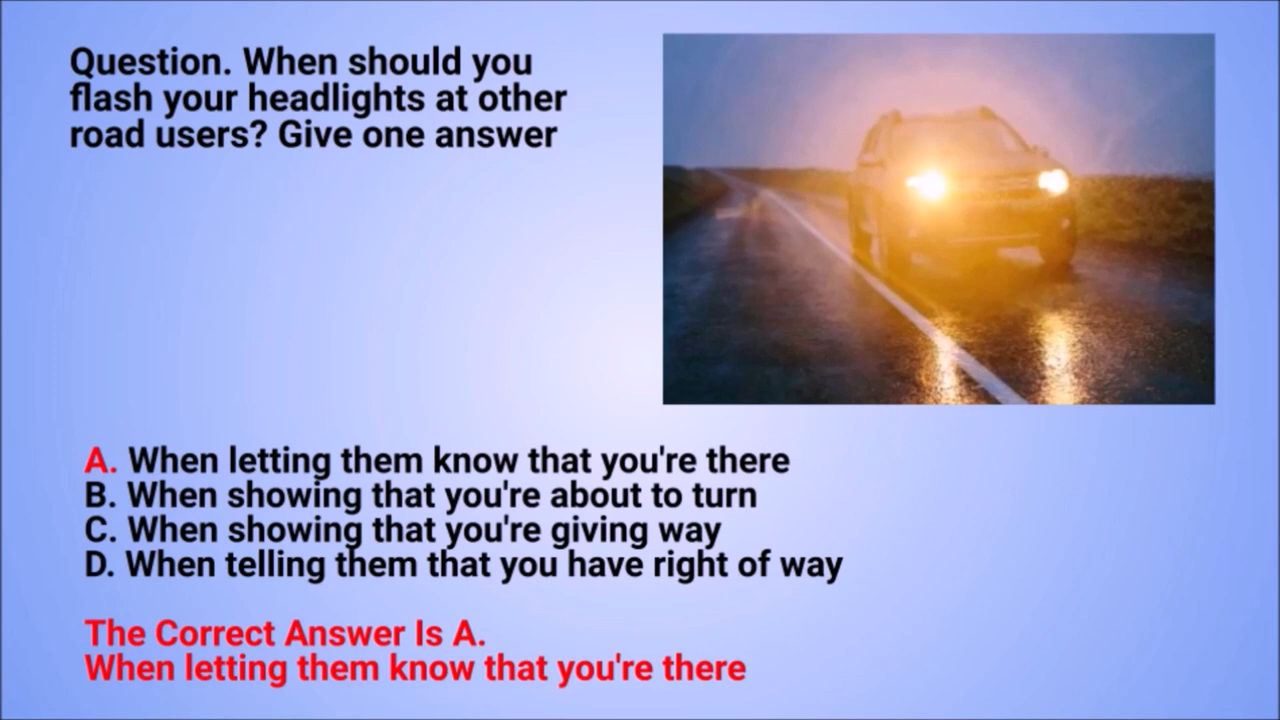 Question. When should you
flash your headlights at other
road users? Give one answer
A. When letting them know that you're there
B. When showing that you're about to turn
C. When showing that you're giving way
D. When telling them that you have right of way
The Correct Answer Is A.
When letting them know that you're there